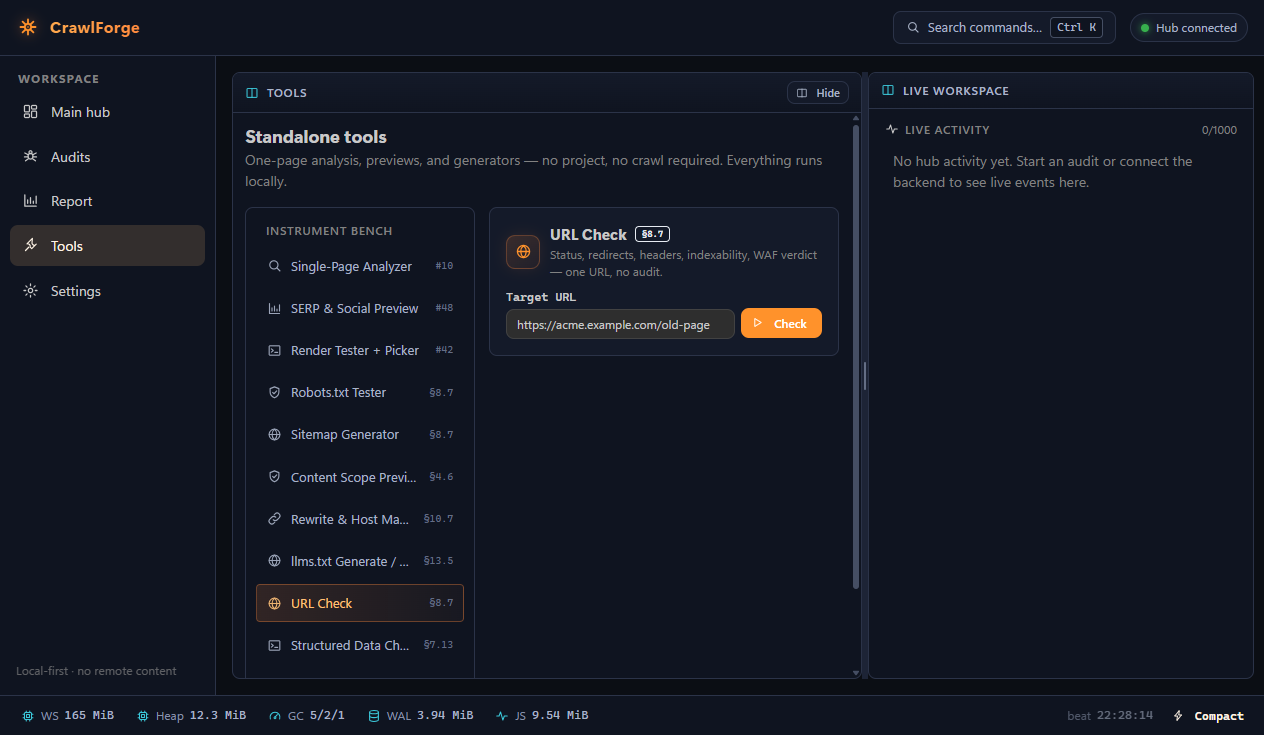 CrawlForge
Search commands... Ctrl K
Hub connected
WORKSPACE
Main hub
Audits
Report
Tools
Settings
Local-first · no remote content
TOOLS
Hide
Standalone tools
One-page analysis, previews, and generators — no project, no crawl required. Everything runs
locally.
INSTRUMENT BENCH
Single-Page Analyzer #10
SERP & Social Preview #48
Render Tester + Picker #42
Robots.txt Tester §8.7
Sitemap Generator §8.7
Content Scope Previ... §4.6
Rewrite & Host Ma... §10.7
llms.txt Generate / ... §13.5
URL Check §8.7
Structured Data Ch... §7.13
URL Check §8.7
Status, redirects, headers, indexability, WAF verdict
— one URL, no audit.
Target URL
https://acme.example.com/old-page
Check
LIVE WORKSPACE
LIVE ACTIVITY 0/1000
No hub activity yet. Start an audit or connect the
backend to see live events here.
WS 165 MiB Heap 12.3 MiB GC 5/2/1 WAL 3.94 MiB JS 9.54 MiB
beat 22:28:14 Compact